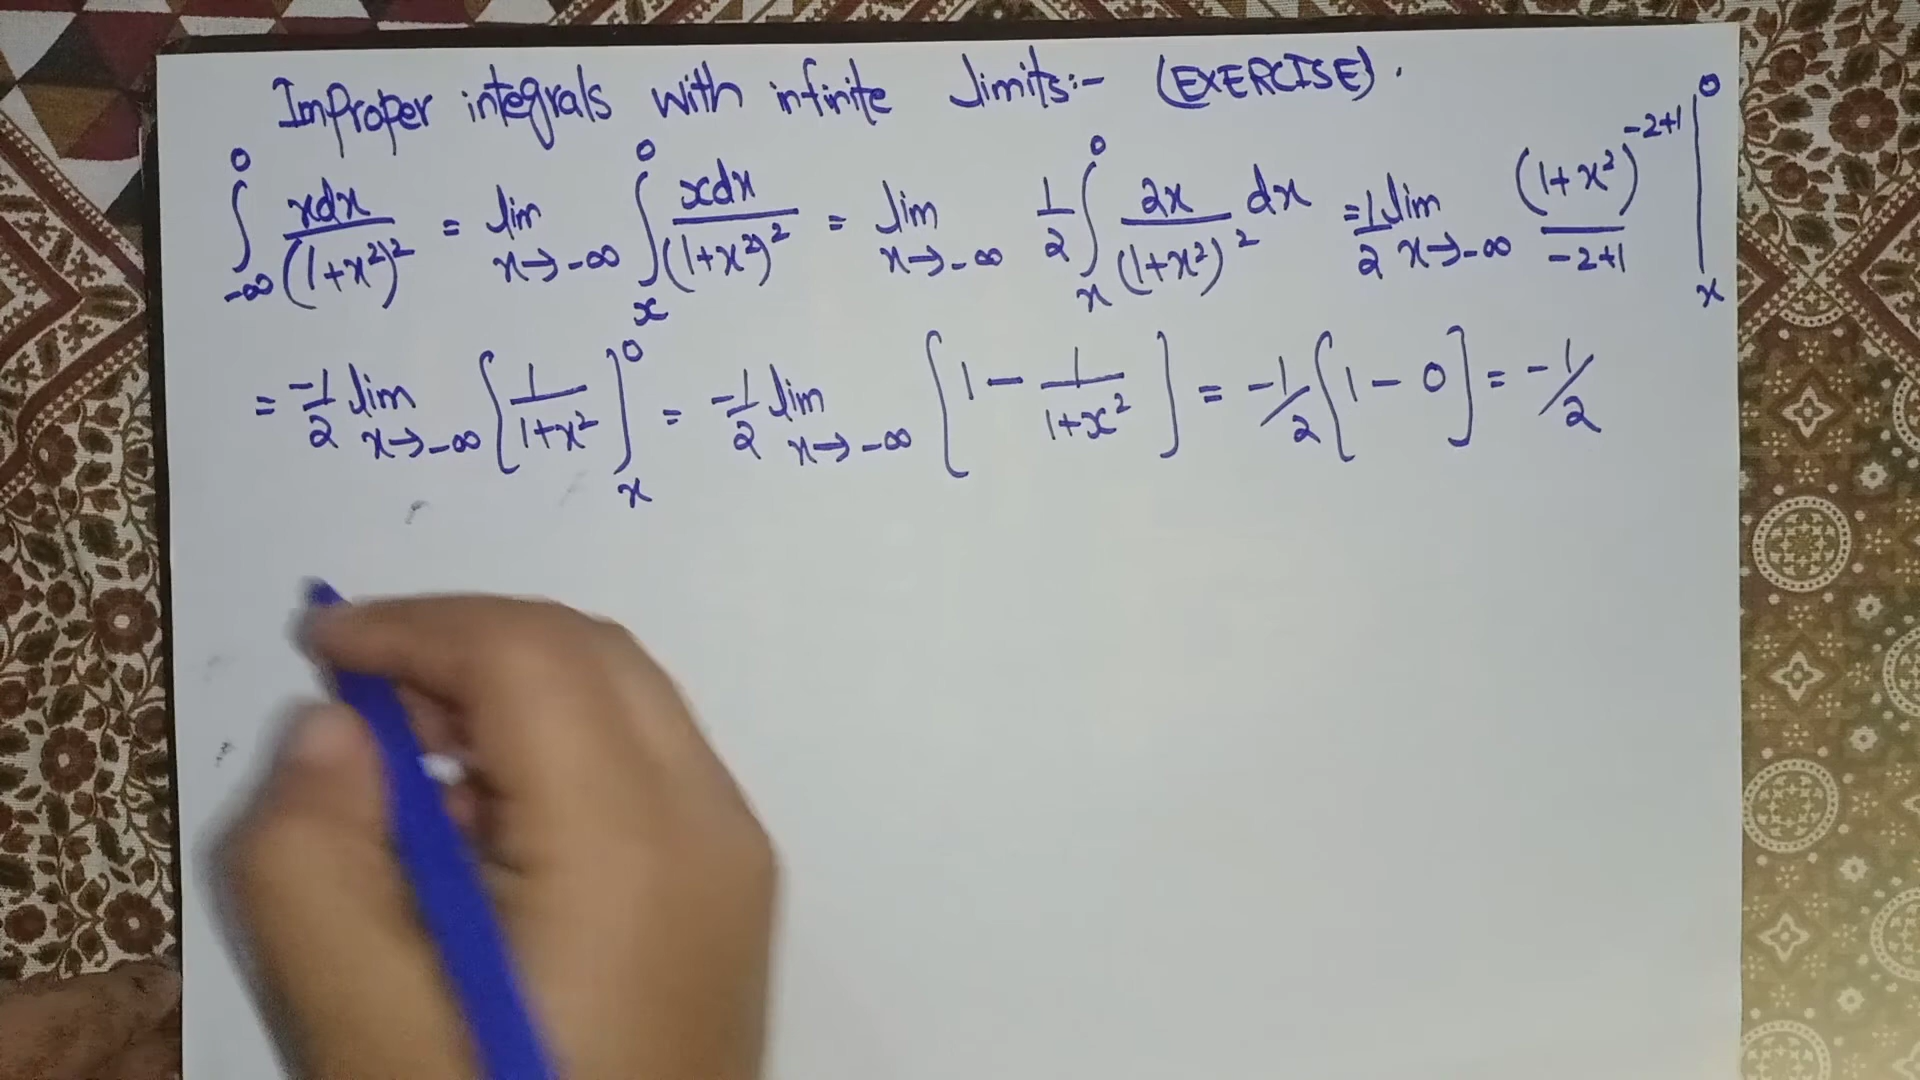 Improper integrals with infinite limits:- (EXERCISE).
∫_{-∞}^{0} xdx/(1+x²)² = lim_{x→-∞} ∫_{x}^{0} xdx/(1+x²)² = lim_{x→-∞} 1/2 ∫_{x}^{0} 2x/(1+x²)² dx = 1/2 lim_{x→-∞} (1+x²)^{-2+1}/(-2+1) |_{x}^{0}
= -1/2 lim_{x→-∞} [1/(1+x²)]_{x}^{0} = -1/2 lim_{x→-∞} [1 - 1/(1+x²)] = -1/2 [1-0] = -1/2